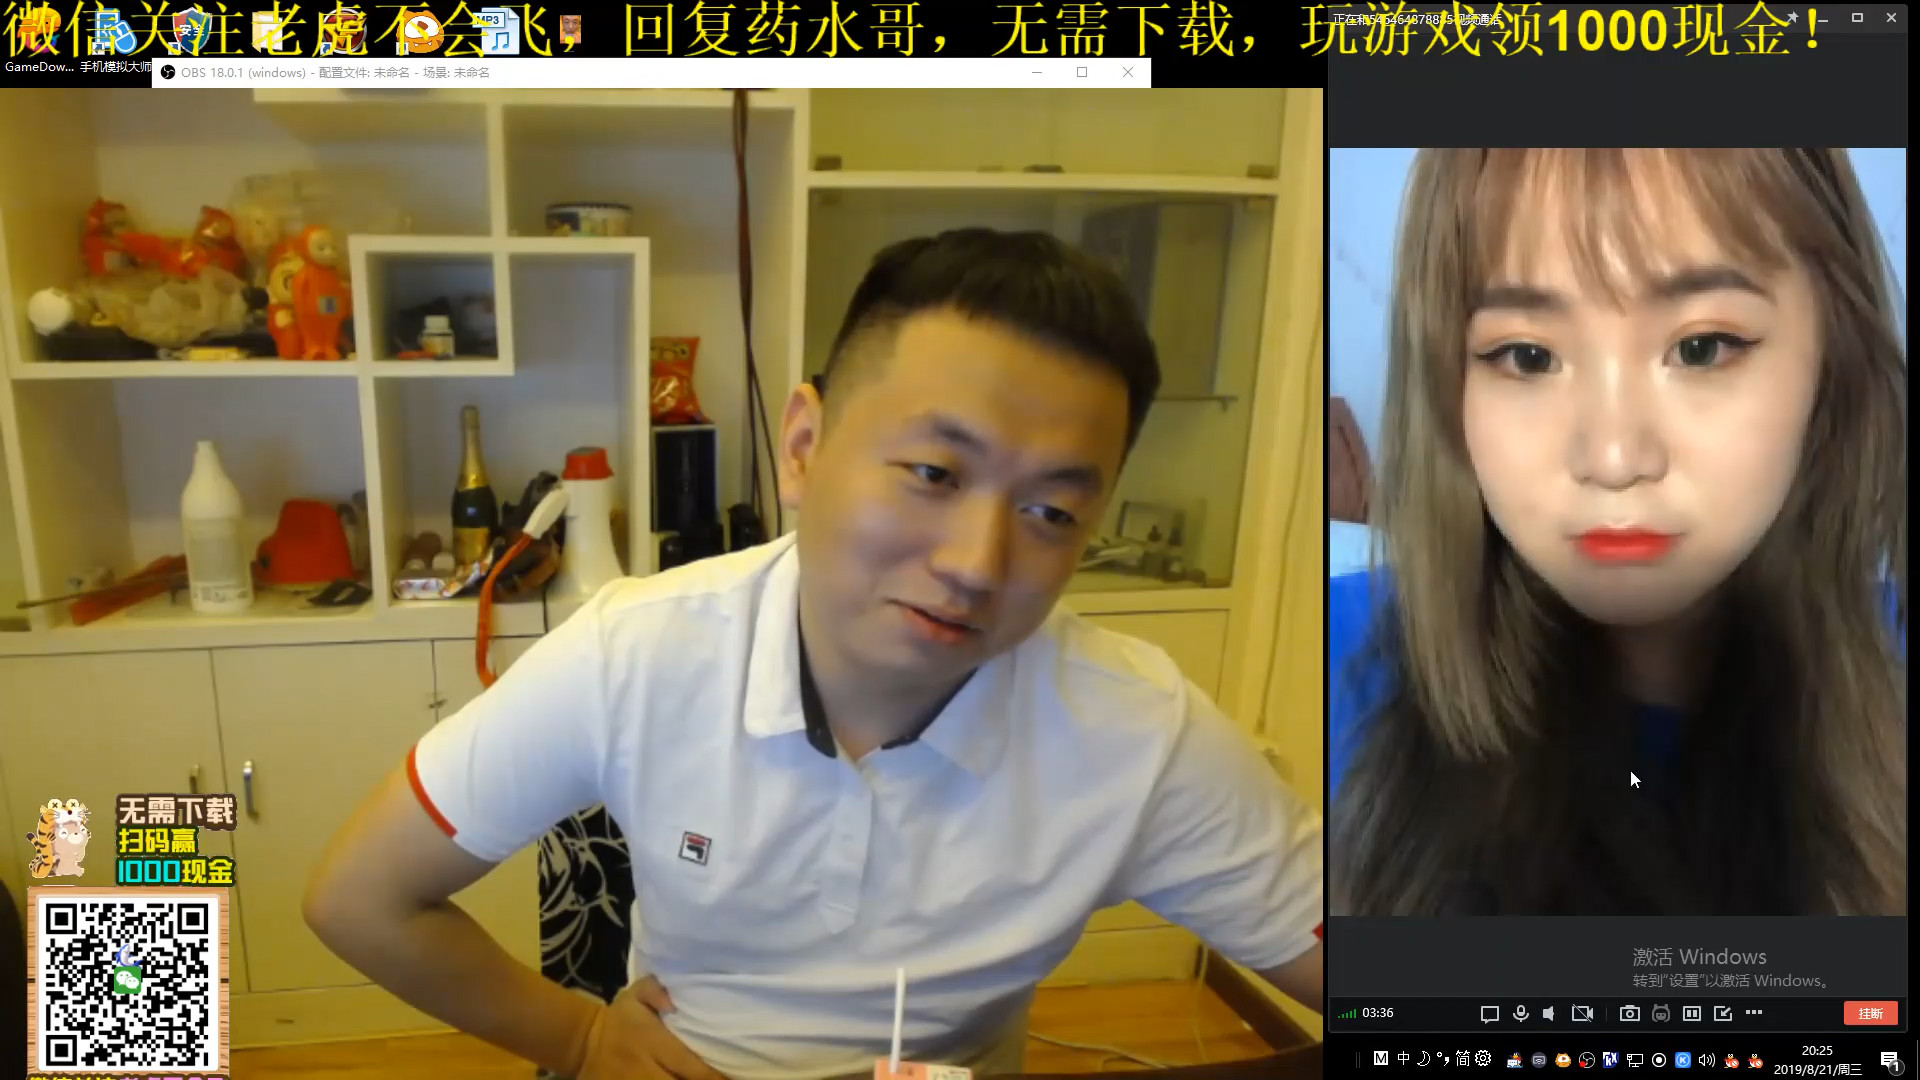 微信关注老虎不会飞，回复药水哥，无需下载，玩游戏领1000现金！
GameDow...
手机模拟大师
安全
MP3
OBS 18.0.1 (windows) - 配置文件: 未命名 - 场景: 未命名
无需下载
扫码赢
1000现金
激活 Windows
转到"设置"以激活 Windows。
03:36
挂断
M 中 简
20:25
2019/8/21/周三
1